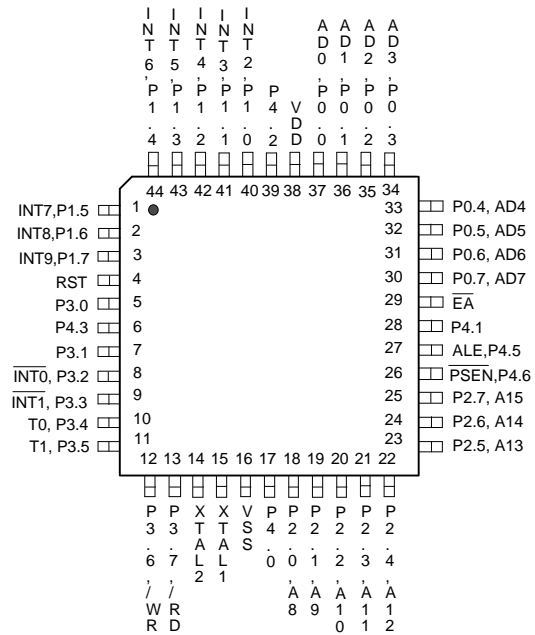 INT6,P1.4
INT5,P1.3
INT4,P1.2
INT3,P1.1
INT2,P1.0
P4.2
VDD
AD0,P0.0
AD1,P0.1
AD2,P0.2
AD3,P0.3
44 43 42 41 40 39 38 37 36 35 34
INT7,P1.5 1
INT8,P1.6 2
INT9,P1.7 3
RST 4
P3.0 5
P4.3 6
P3.1 7
INT0, P3.2 8
INT1, P3.3 9
T0, P3.4 10
T1, P3.5 11
33 P0.4, AD4
32 P0.5, AD5
31 P0.6, AD6
30 P0.7, AD7
29 EA
28 P4.1
27 ALE,P4.5
26 PSEN,P4.6
25 P2.7, A15
24 P2.6, A14
23 P2.5, A13
12 13 14 15 16 17 18 19 20 21 22
P3.6,/WR
P3.7,/RD
XTAL2
XTAL1
VSS
P4.0
P2.0,A8
P2.1,A9
P2.2,A10
P2.3,A11
P2.4,A12